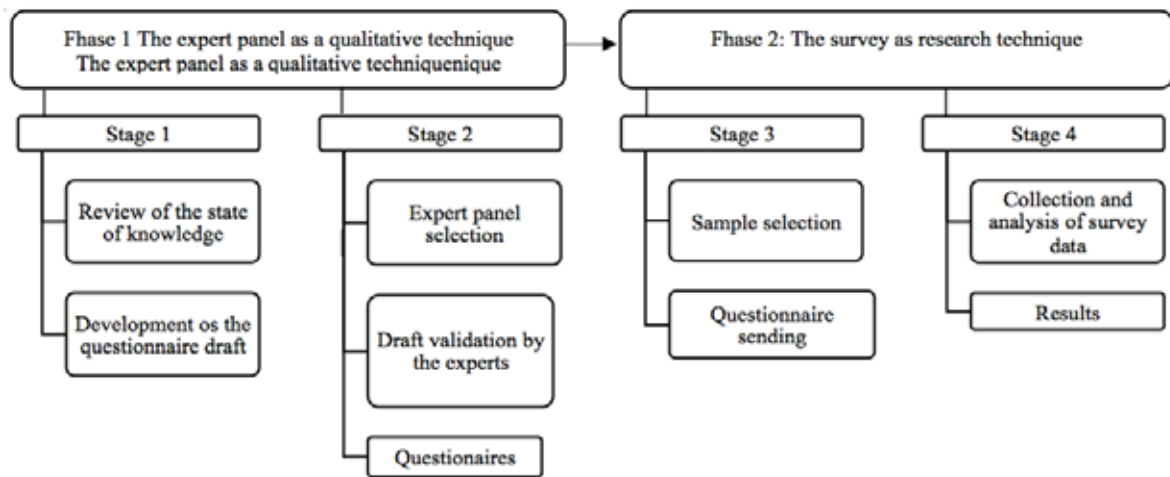 Fhase 1 The expert panel as a qualitative technique
The expert panel as a qualitative techniquenique
Fhase 2: The survey as research technique
Stage 1
Review of the state
of knowledge
Development os the
questionnaire draft
Stage 2
Expert panel
selection
Draft validation by
the experts
Questionaires
Stage 3
Sample selection
Questionnaire
sending
Stage 4
Collection and
analysis of survey
data
Results